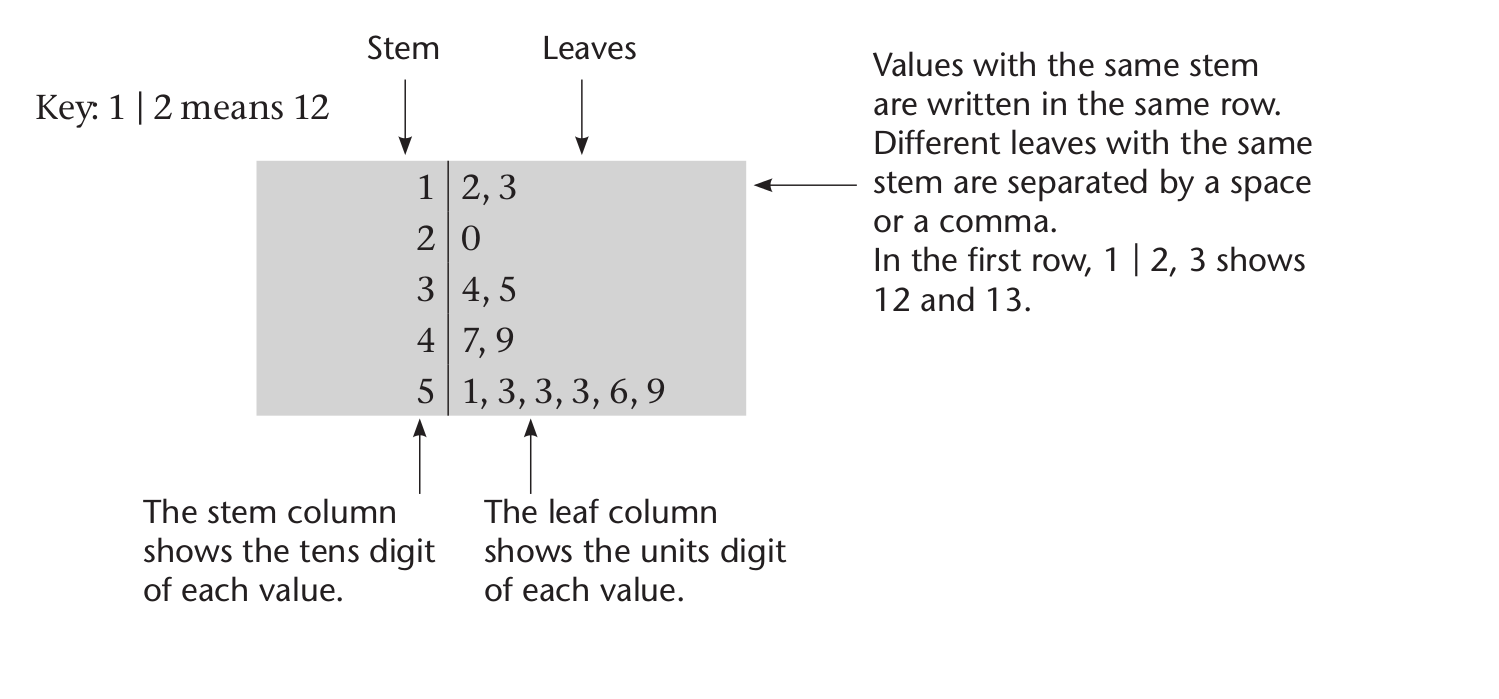 Stem Leaves
Key: 1 | 2 means 12
1 | 2, 3
2 | 0
3 | 4, 5
4 | 7, 9
5 | 1, 3, 3, 3, 6, 9
Values with the same stem
are written in the same row.
Different leaves with the same
stem are separated by a space
or a comma.
In the first row, 1 | 2, 3 shows
12 and 13.
The stem column
shows the tens digit
of each value.
The leaf column
shows the units digit
of each value.